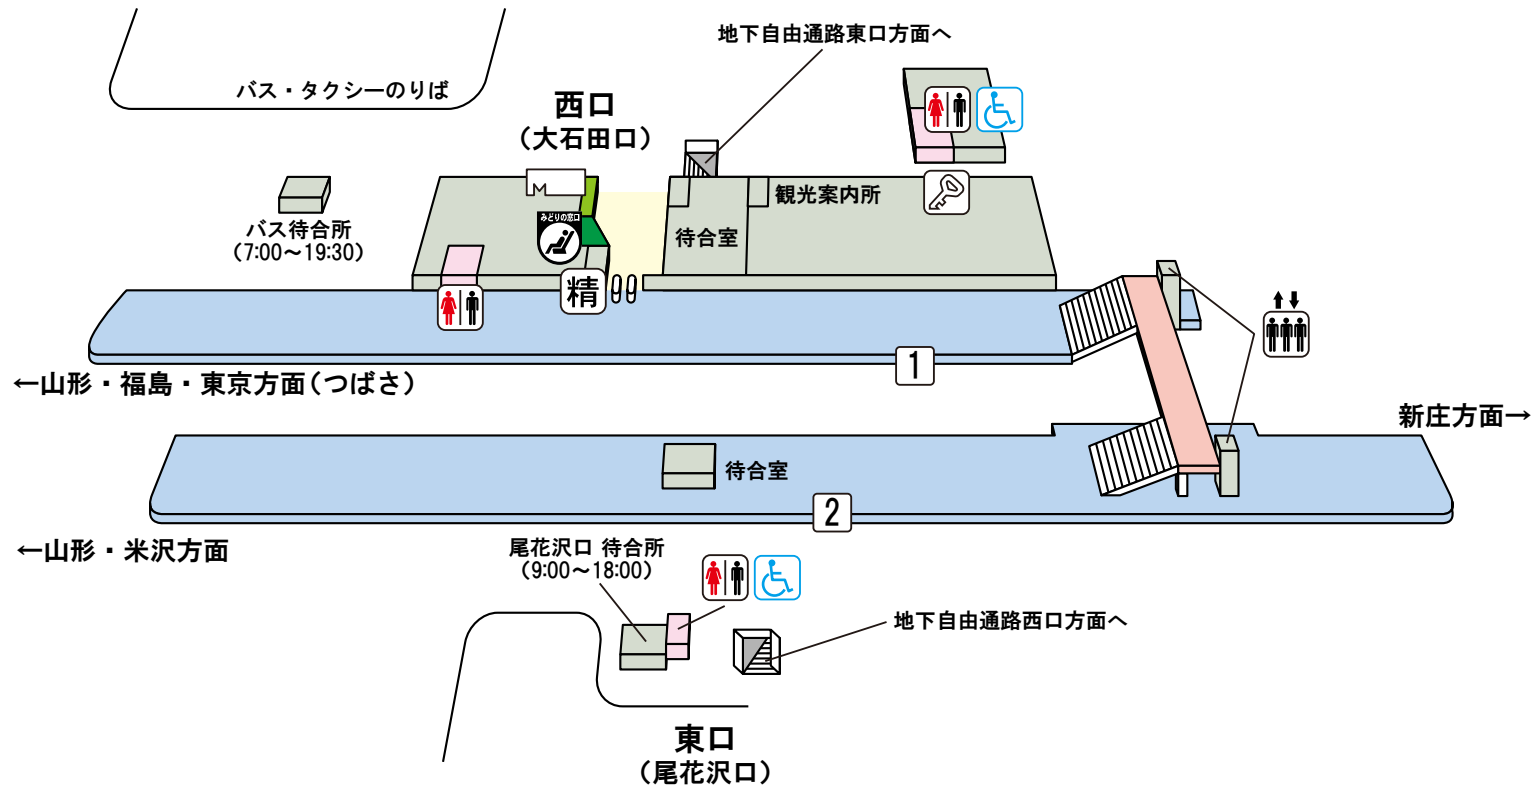 地下自由通路東口方面へ
バス・タクシーのりば
西口
（大石田口）
M
観光案内所
みどりの窓口
バス待合所
（7:00～19:30）
待合室
精
1
←山形・福島・東京方面（つばさ）
新庄方面→
待合室
2
←山形・米沢方面
尾花沢口 待合所
（9:00～18:00）
地下自由通路西口方面へ
東口
（尾花沢口）